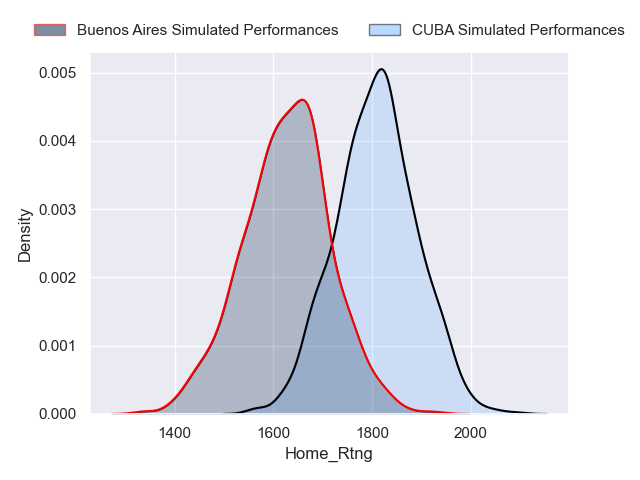 Buenos Aires Simulated Performances
CUBA Simulated Performances
0.005
0.004
0.003
0.002
0.001
0.000
Density
1400
1600
1800
2000
Home_Rtng